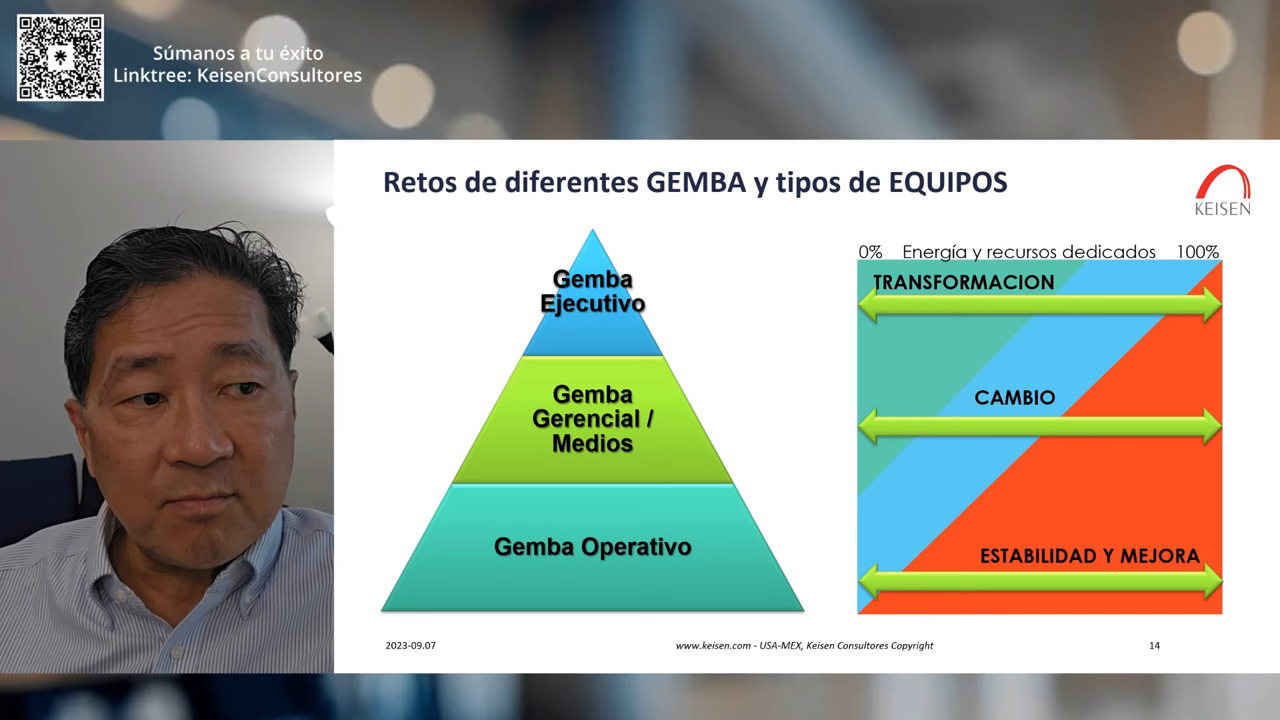 Súmanos a tu éxito
Linktree: KeisenConsultores
Retos de diferentes GEMBA y tipos de EQUIPOS
KEISEN
Gemba
Ejecutivo
Gemba
Gerencial /
Medios
Gemba Operativo
0% Energía y recursos dedicados 100%
TRANSFORMACION
CAMBIO
ESTABILIDAD Y MEJORA
2023-09.07
www.keisen.com - USA-MEX, Keisen Consultores Copyright
14